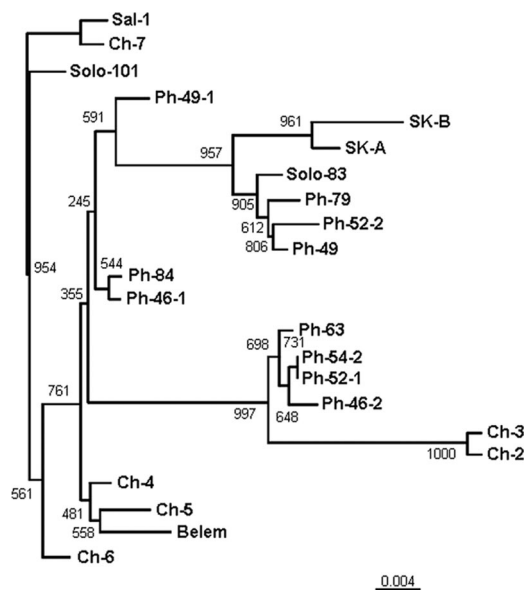 Sal-1
Ch-7
Solo-101
Ph-49-1
591
961
SK-B
SK-A
957
Solo-83
905
Ph-79
245
612
Ph-52-2
806
Ph-49
954
544
Ph-84
355
Ph-46-1
Ph-63
698
731
Ph-54-2
Ph-52-1
761
997
648
Ph-46-2
Ch-3
1000
Ch-2
561
Ch-4
481
Ch-5
558
Belem
Ch-6
0.004